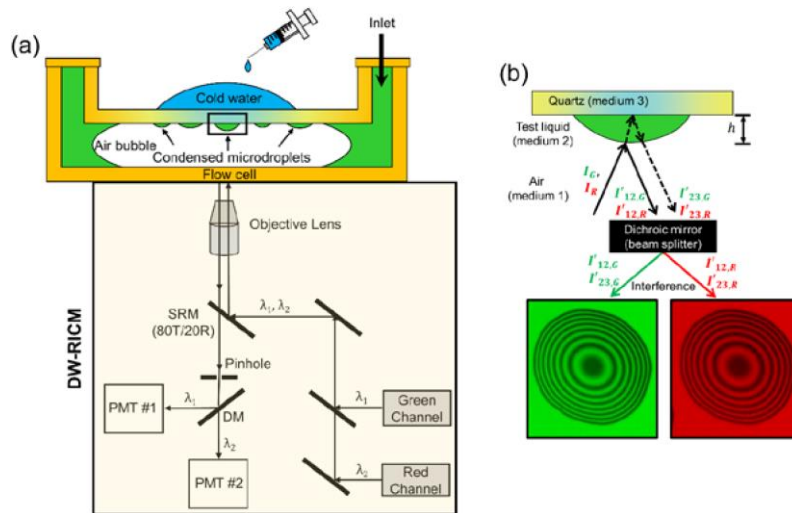 (a)
Inlet
Cold water
Air bubble
Condensed microdroplets
Flow cell
DW-RICM
Objective Lens
SRM
(80T/20R)
λ₁, λ₂
Pinhole
PMT #1
λ₁
DM
λ₁
Green
Channel
λ₂
PMT #2
λ₂
Red
Channel
(b)
Quartz (medium 3)
Test liquid
(medium 2)
h
Air
(medium 1)
I_G,
I_R
I'₁₂,G
I'₁₂,R
I'₂₃,G
I'₂₃,R
Dichroic mirror
(beam splitter)
I'₁₂,G
I'₂₃,G
Interference
I'₁₂,R
I'₂₃,R